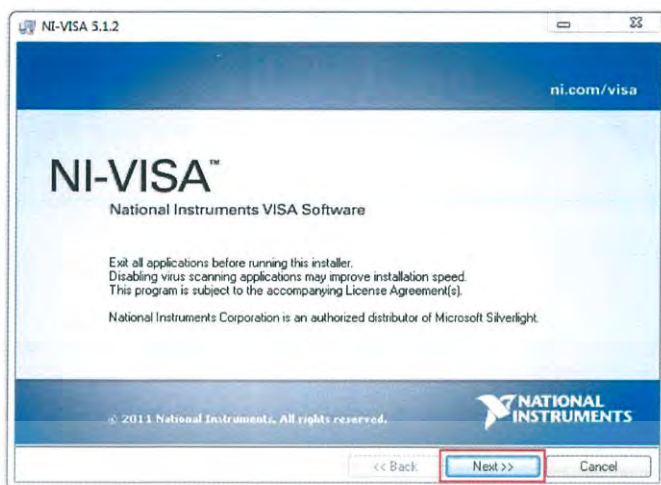 NI-VISA 5.1.2
ni.com/visa
NI-VISA™
National Instruments VISA Software
Exit all applications before running this installer.
Disabling virus scanning applications may improve installation speed.
This program is subject to the accompanying License Agreement(s).
National Instruments Corporation is an authorized distributor of Microsoft Silverlight.
© 2011 National Instruments. All rights reserved.
NATIONAL
INSTRUMENTS
<< Back
Next >>
Cancel